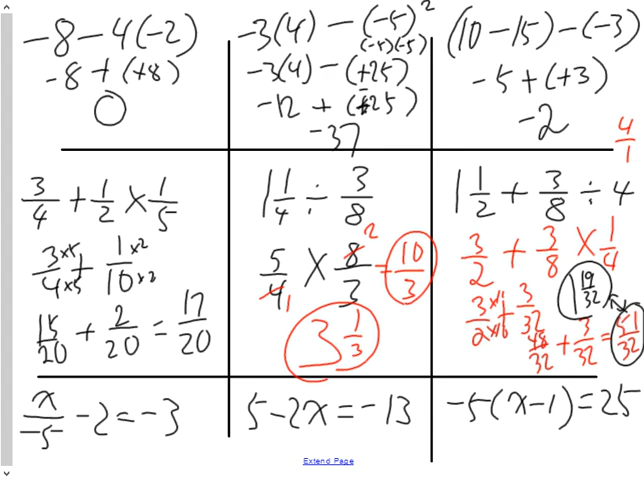 -8 - 4(-2)
-8 + (+8)
0
-3(4) - (-5)²
(-5)(-5)
-3(4) - (+25)
-12 + (-25)
-37
(10 - 15) - (-3)
-5 + (+3)
-2
3/4 + 1/2 × 1/5
3×5/4×5 + 1×2/10×2
15/20 + 2/20 = 17/20
1 1/4 ÷ 3/8
5/4 × 8/3 = 10/3
1 2
3 1/3
4/1
1 1/2 + 3/8 ÷ 4
3/2 + 3/8 × 1/4
3×16/2×16 + 3/32
1 19/32
48/32 + 3/32 = 51/32
x/-5 - 2 = -3
5 - 2x = -13
-5(x - 1) = 25
Extend Page